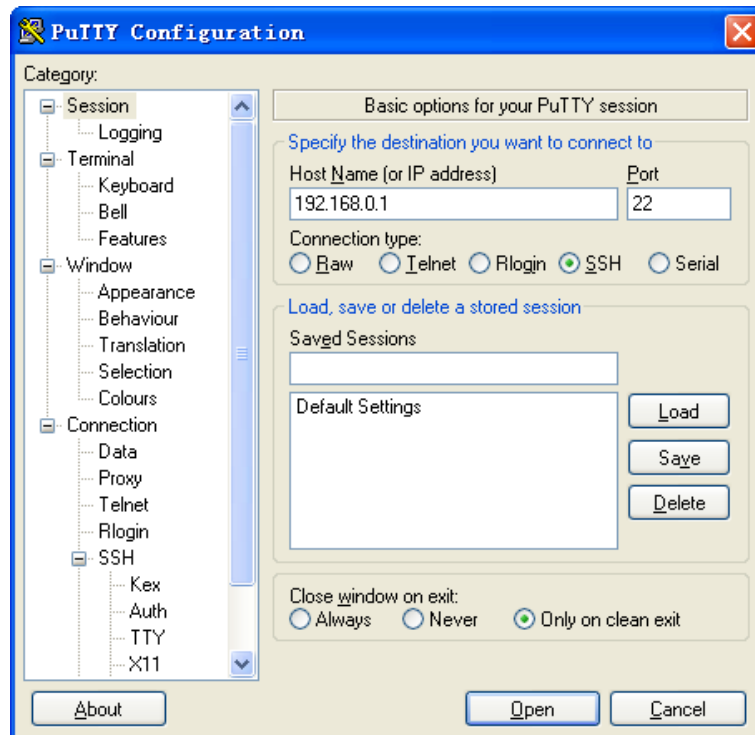 PuTTY Configuration
Category:
Session
Logging
Terminal
Keyboard
Bell
Features
Window
Appearance
Behaviour
Translation
Selection
Colours
Connection
Data
Proxy
Telnet
Rlogin
SSH
Kex
Auth
TTY
X11
Basic options for your PuTTY session
Specify the destination you want to connect to
Host Name (or IP address) Port
192.168.0.1 22
Connection type:
Raw Telnet Rlogin SSH Serial
Load, save or delete a stored session
Saved Sessions
Default Settings
Load
Save
Delete
Close window on exit:
Always Never Only on clean exit
About Open Cancel